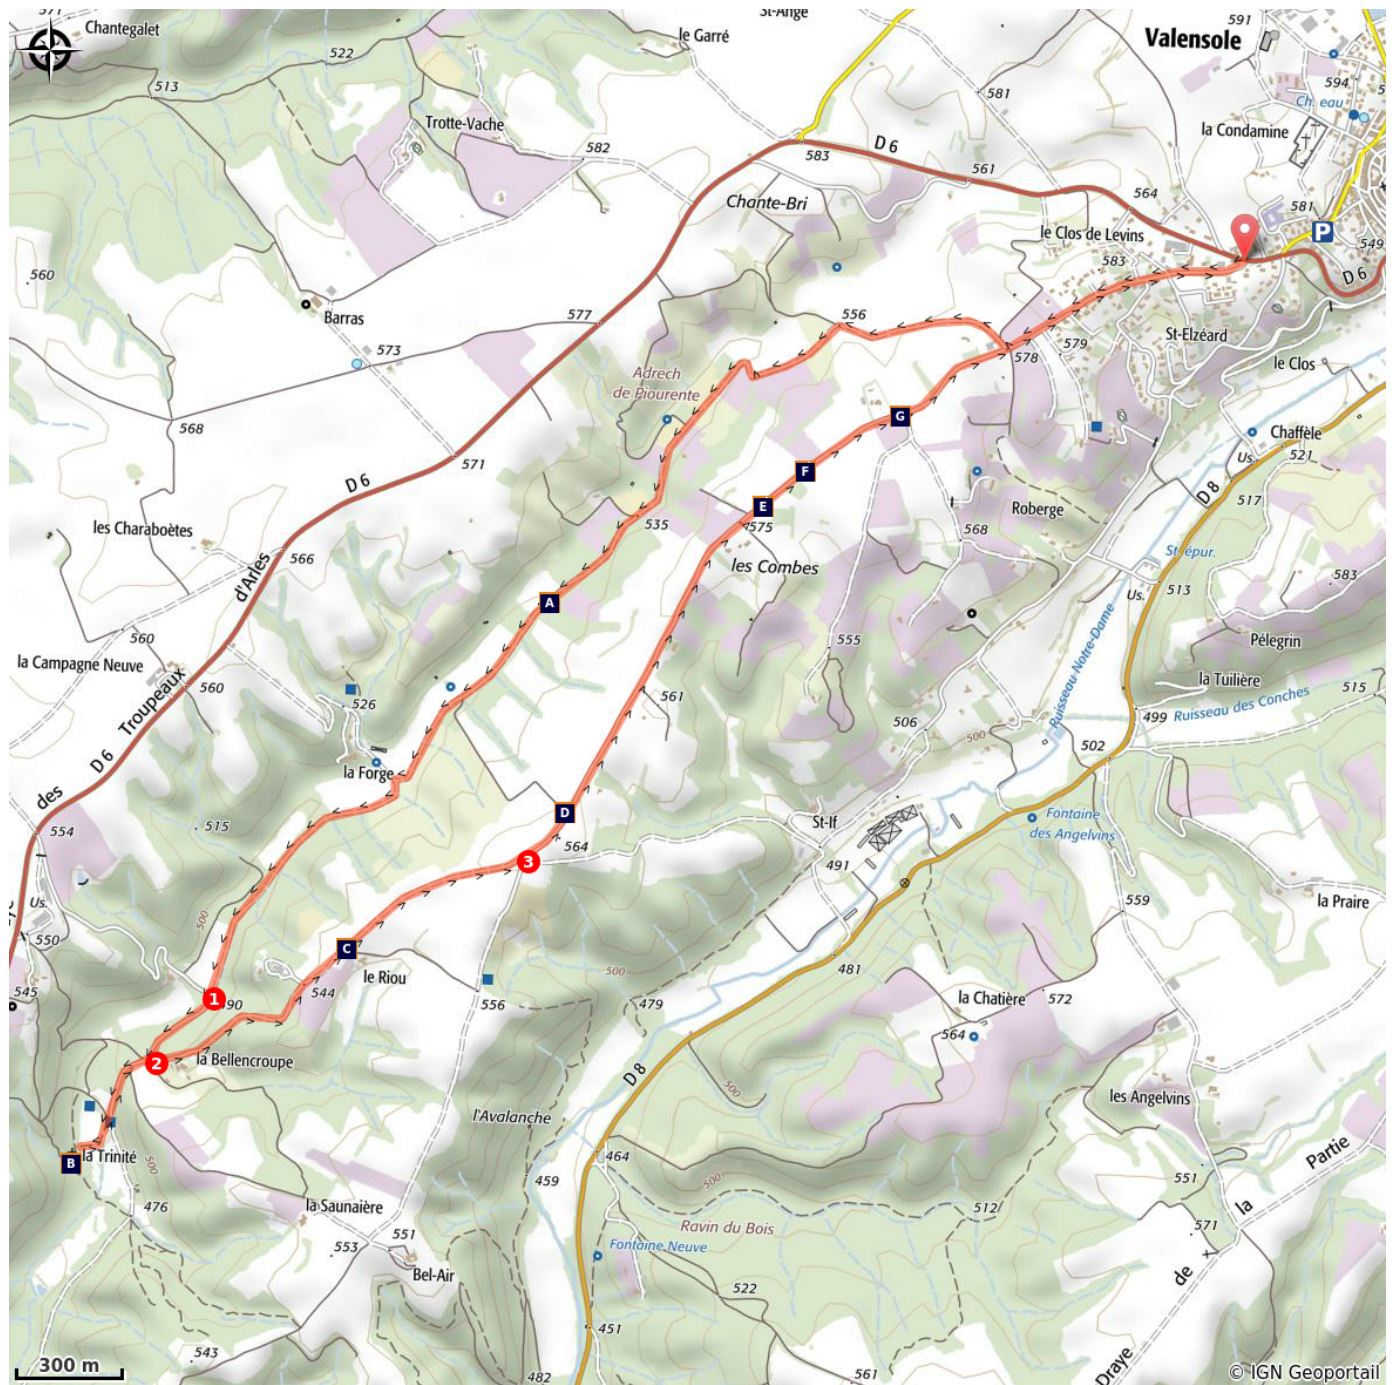 571
Chantegalet
522
513
St-Ange
le Garré
591
Valensole
594
5
Ch. eau
581
la Condamine
Trotte-Vache
582
583
D 6
561
564
Chante-Bri
581
P
le Clos de Levins
583
549
D 6
560
Barras
577
573
556
St-Elzéard
579
578
le Clos
Adrech
de Piourente
568
G
Chaffèle
Us.
521
571
F
D 6
D 8
517
E
les Charaboètes
535
575
Roberge
568
566
les Combes
St. épur.
583
d'Arles
A
Us.
513
560
555
Pélegrin
la Campagne Neuve
Ruisseau Notre-Dame
la Tuilière
560
561
515
Troupeaux
526
506
499
Ruisseau des Conches
500
502
D 6
la Forge
des
D
Fontaine
des Angelvins
554
515
St-If
564
3
491
Us.
500
559
la Praire
550
C
le Riou
500
481
545
544
1
90
556
479
la Chatière
572
564
2
la Bellencroupe
D 8
500
les Angelvins
l'Avalanche
B
la Trinité
500
464
Partie
551
459
500
476
la Saunaière
512
la
571
Ravin du Bois
551
553
Fontaine Neuve
Bel-Air
de
522
451
543
Draye
300 m
482
561
© IGN Geoportail